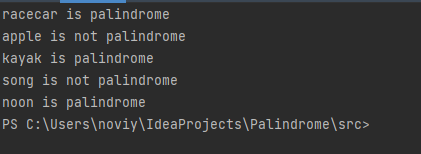 racecar is palindrome
apple is not palindrome
kayak is palindrome
song is not palindrome
noon is palindrome
PS C:\Users\noviy\IdeaProjects\Palindrome\src>